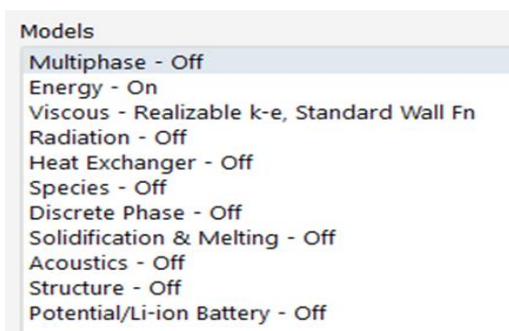 Models
Multiphase - Off
Energy - On
Viscous - Realizable k-e, Standard Wall Fn
Radiation - Off
Heat Exchanger - Off
Species - Off
Discrete Phase - Off
Solidification & Melting - Off
Acoustics - Off
Structure - Off
Potential/Li-ion Battery - Off